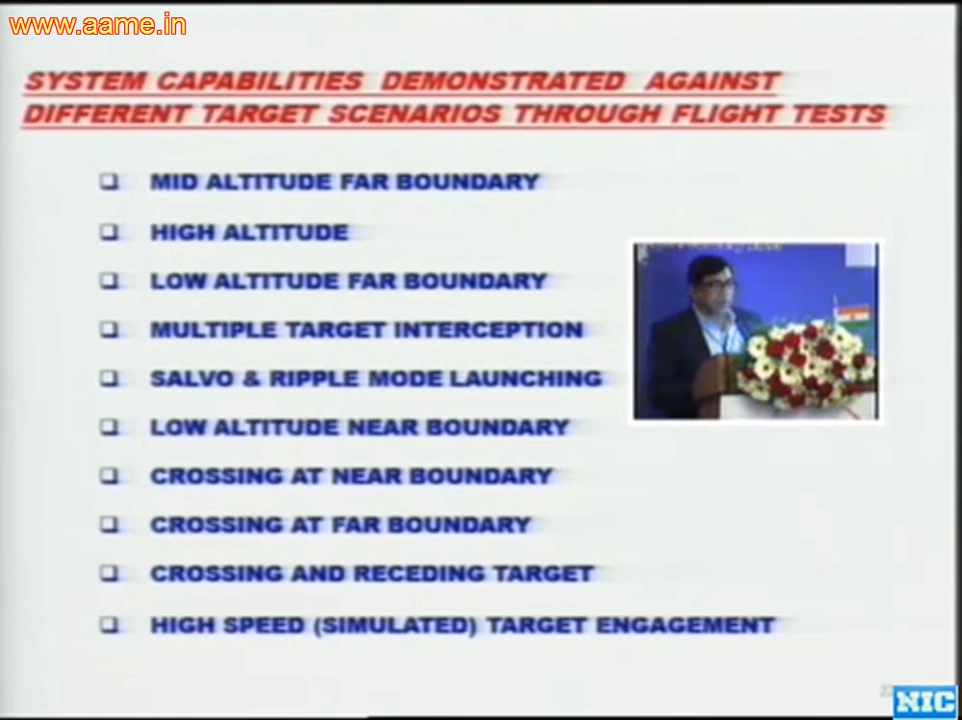 www.aame.in
SYSTEM CAPABILITIES DEMONSTRATED AGAINST
DIFFERENT TARGET SCENARIOS THROUGH FLIGHT TESTS
❑ MID ALTITUDE FAR BOUNDARY
❑ HIGH ALTITUDE
❑ LOW ALTITUDE FAR BOUNDARY
❑ MULTIPLE TARGET INTERCEPTION
❑ SALVO & RIPPLE MODE LAUNCHING
❑ LOW ALTITUDE NEAR BOUNDARY
❑ CROSSING AT NEAR BOUNDARY
❑ CROSSING AT FAR BOUNDARY
❑ CROSSING AND RECEDING TARGET
❑ HIGH SPEED (SIMULATED) TARGET ENGAGEMENT
NIC